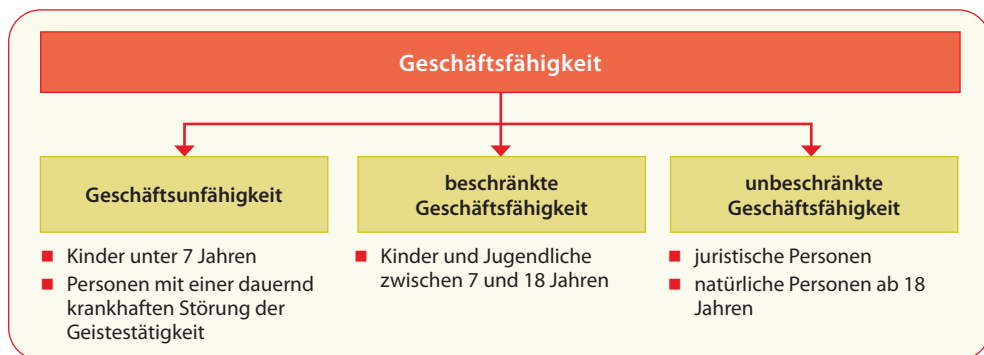 Geschäftsfähigkeit
Geschäftsunfähigkeit
Kinder unter 7 Jahren
Personen mit einer dauernd
krankhaften Störung der
Geistestätigkeit
beschränkte
Geschäftsfähigkeit
Kinder und Jugendliche
zwischen 7 und 18 Jahren
unbeschränkte
Geschäftsfähigkeit
juristische Personen
natürliche Personen ab 18
Jahren